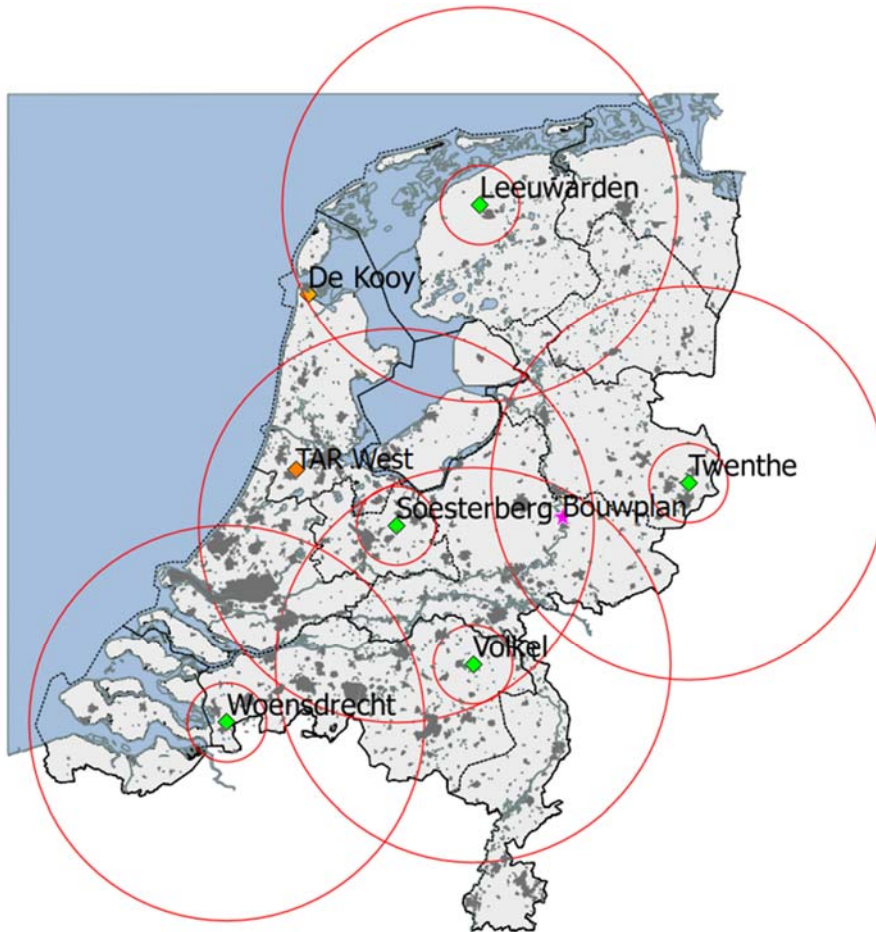 Leeuwarden
De Kooy
TAR West
Twenthe
Soesterberg
Bouwplan
Volkel
Woensdrecht